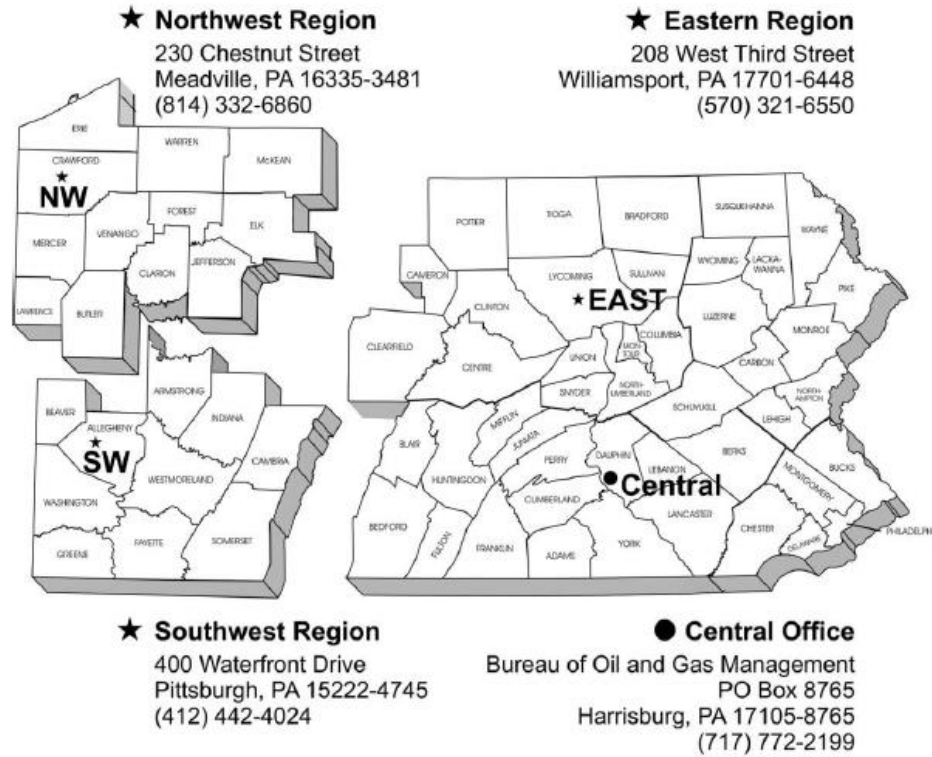 ★ Northwest Region
230 Chestnut Street
Meadville, PA 16335-3481
(814) 332-6860
★ Eastern Region
208 West Third Street
Williamsport, PA 17701-6448
(570) 321-6550
ERIE
CRAWFORD
NW
WARREN
McKEAN
MERCER
VENANGO
FOREST
ELK
CLARION
JEFFERSON
LAWRENCE
BUTLER
POTTER
TIOGA
BRADFORD
SUSQUEHANNA
WAYNE
CAMERON
LYCOMING
SULLIVAN
WYOMING
LACKA-
WANNA
PIKE
EAST
CLINTON
CLEARFIELD
CENTRE
UNION
MON-
TOUR
COLUMBIA
LUZERNE
MONROE
CARBON
SNYDER
NORTH-
UMBERLAND
SCHUYLKILL
NORTH-
AMPTON
LEHIGH
BEAVER
ALLEGHENY
SW
ARMSTRONG
INDIANA
CAMBRIA
WASHINGTON
WESTMORELAND
GREENE
FAYETTE
SOMERSET
BLAIR
HUNTINGDON
MIFFLIN
JUNIATA
PERRY
DAUPHIN
LEBANON
BERKS
BUCKS
MONTGOMERY
Central
CUMBERLAND
LANCASTER
CHESTER
DELAWARE
PHILADELPH
BEDFORD
FULTON
FRANKLIN
ADAMS
YORK
★ Southwest Region
400 Waterfront Drive
Pittsburgh, PA 15222-4745
(412) 442-4024
● Central Office
Bureau of Oil and Gas Management
PO Box 8765
Harrisburg, PA 17105-8765
(717) 772-2199